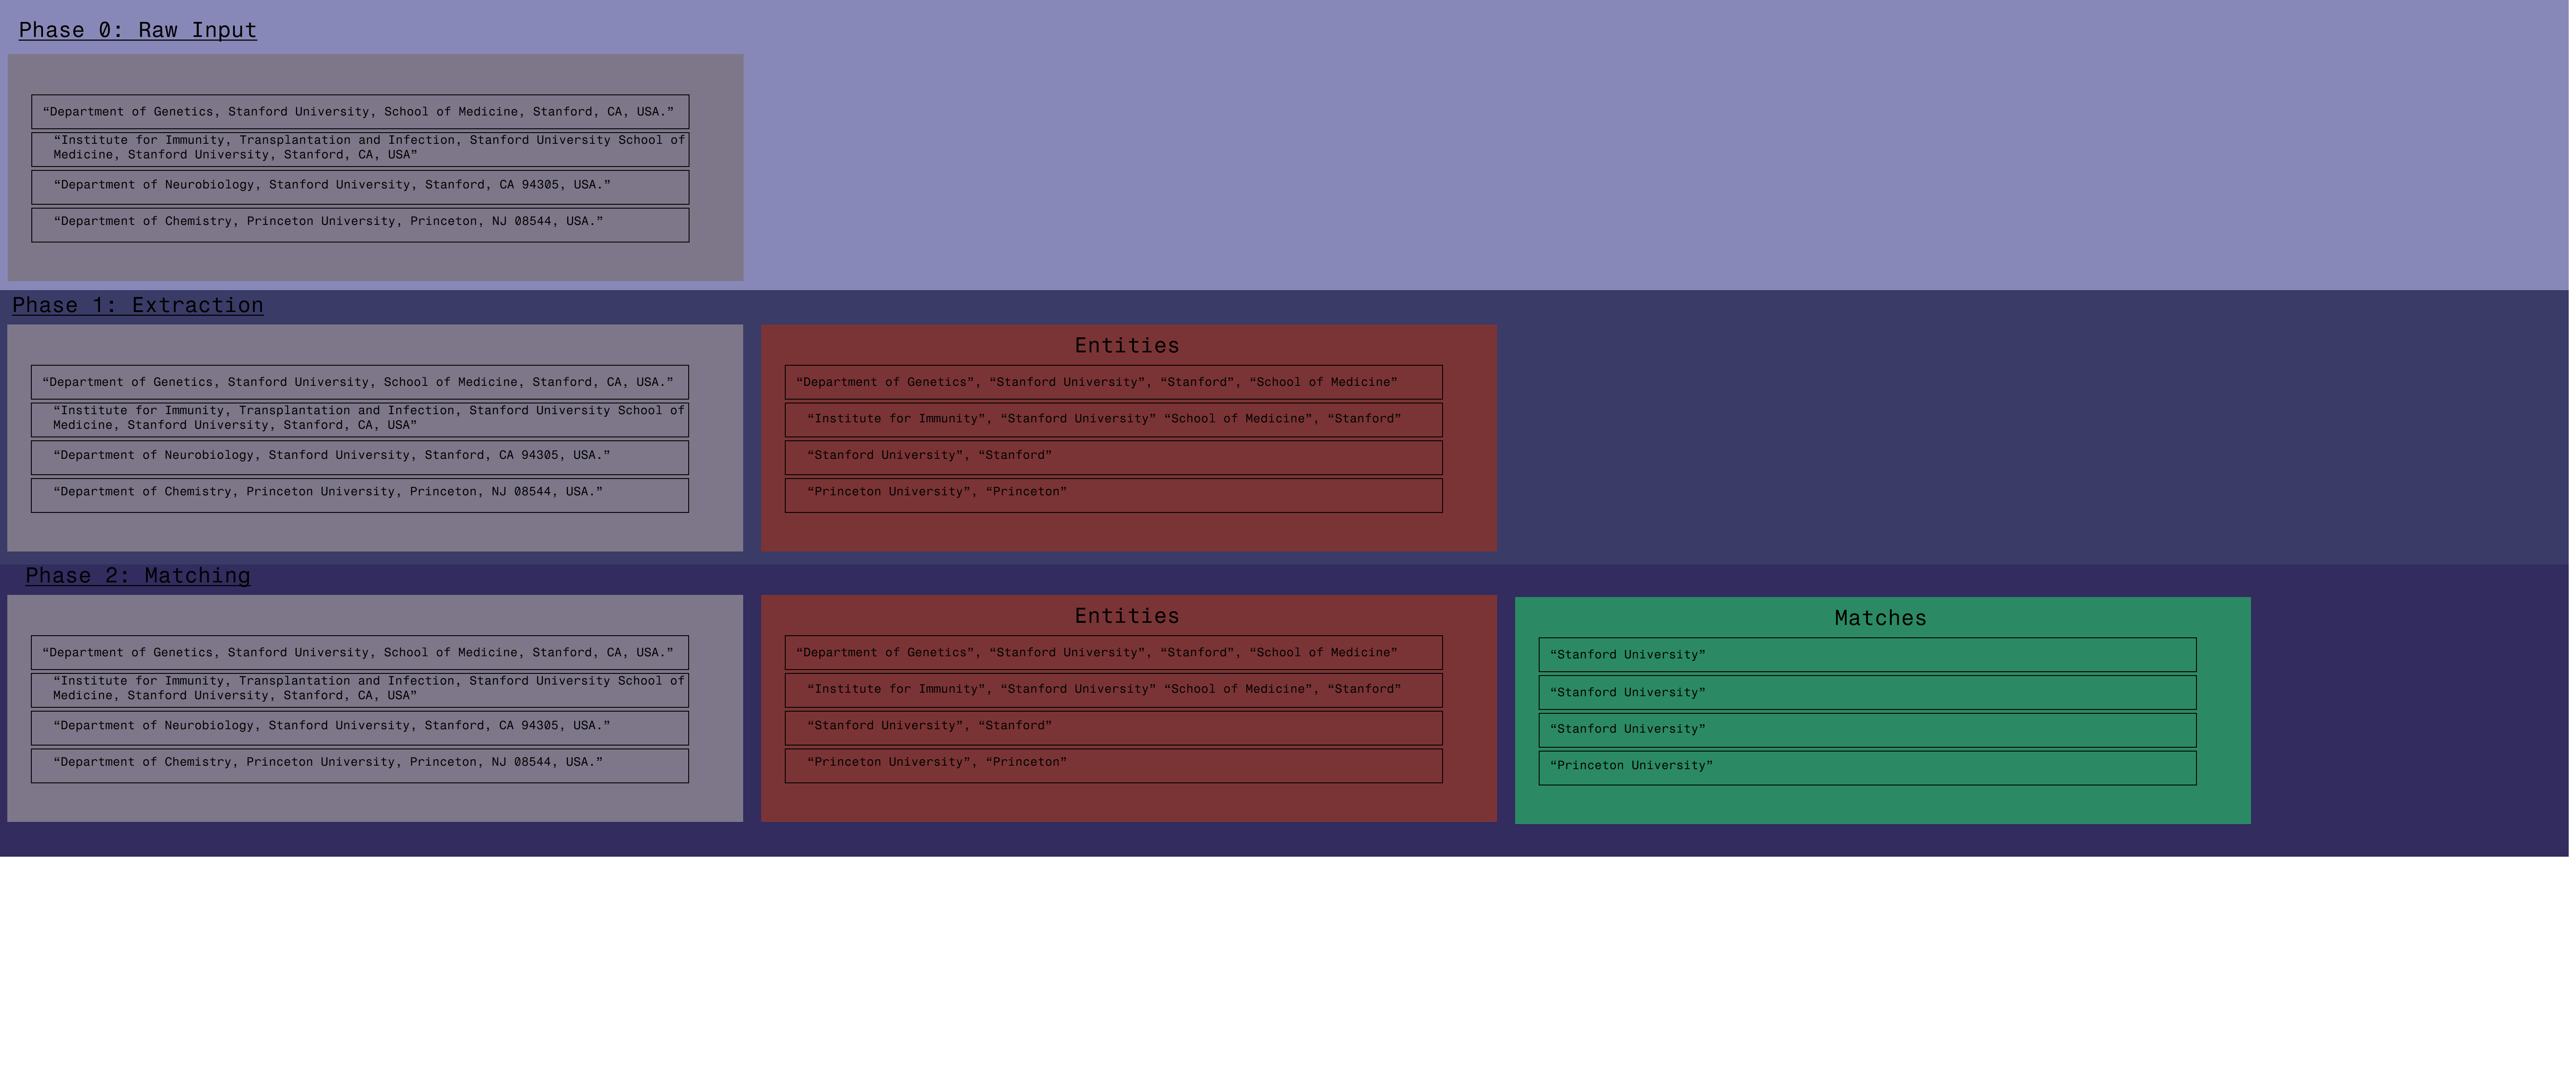 Phase 0: Raw Input
“Department of Genetics, Stanford University, School of Medicine, Stanford, CA, USA.”
“Institute for Immunity, Transplantation and Infection, Stanford University School of
Medicine, Stanford University, Stanford, CA, USA”
“Department of Neurobiology, Stanford University, Stanford, CA 94305, USA.”
“Department of Chemistry, Princeton University, Princeton, NJ 08544, USA.”
Phase 1: Extraction
“Department of Genetics, Stanford University, School of Medicine, Stanford, CA, USA.”
“Institute for Immunity, Transplantation and Infection, Stanford University School of
Medicine, Stanford University, Stanford, CA, USA”
“Department of Neurobiology, Stanford University, Stanford, CA 94305, USA.”
“Department of Chemistry, Princeton University, Princeton, NJ 08544, USA.”
Entities
“Department of Genetics”, “Stanford University”, “Stanford”, “School of Medicine”
“Institute for Immunity”, “Stanford University” “School of Medicine”, “Stanford”
“Stanford University”, “Stanford”
“Princeton University”, “Princeton”
Phase 2: Matching
“Department of Genetics, Stanford University, School of Medicine, Stanford, CA, USA.”
“Institute for Immunity, Transplantation and Infection, Stanford University School of
Medicine, Stanford University, Stanford, CA, USA”
“Department of Neurobiology, Stanford University, Stanford, CA 94305, USA.”
“Department of Chemistry, Princeton University, Princeton, NJ 08544, USA.”
Entities
“Department of Genetics”, “Stanford University”, “Stanford”, “School of Medicine”
“Institute for Immunity”, “Stanford University” “School of Medicine”, “Stanford”
“Stanford University”, “Stanford”
“Princeton University”, “Princeton”
Matches
“Stanford University”
“Stanford University”
“Stanford University”
“Princeton University”